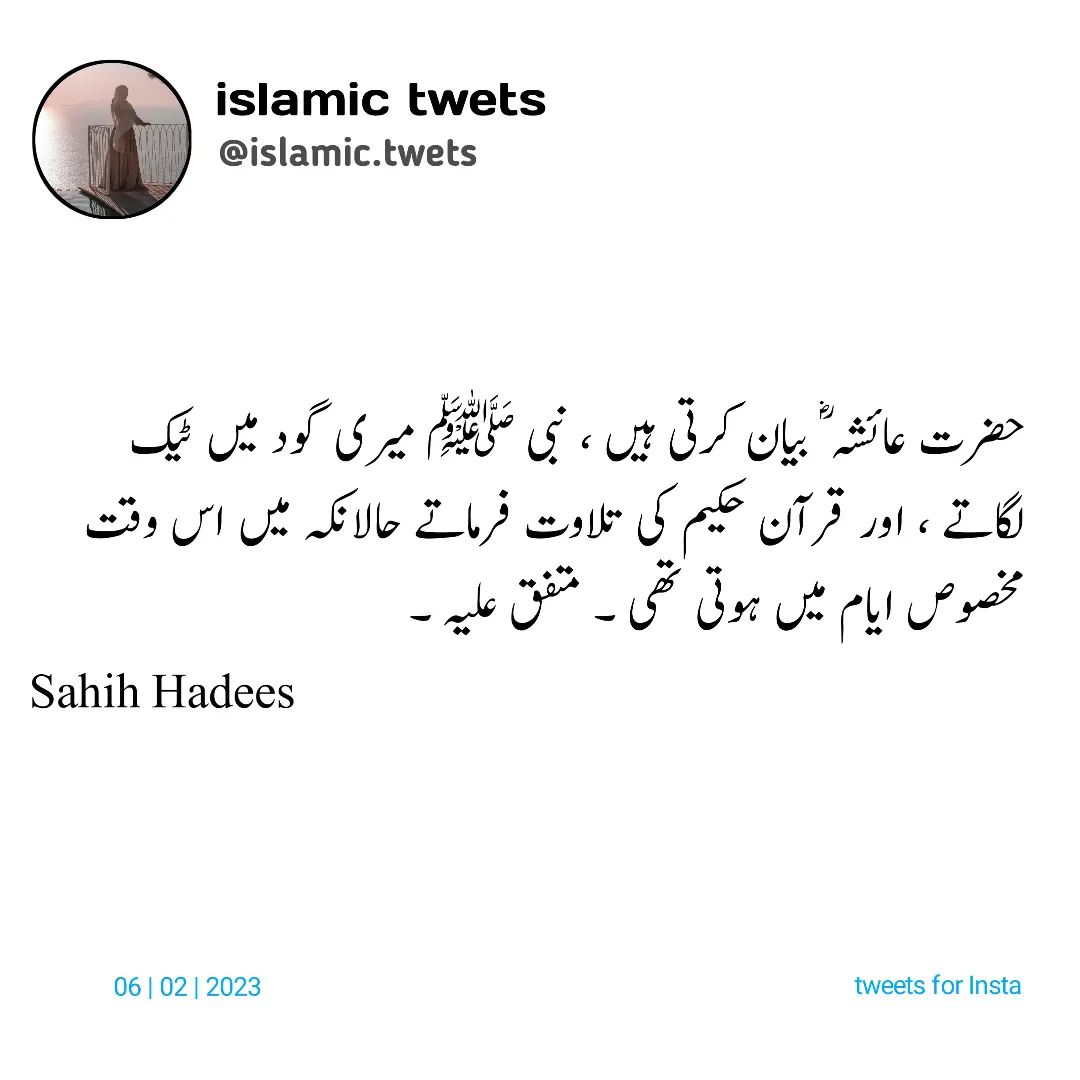 islamic twets
@islamic.twets
حضرت عائشہ ؓ بیان کرتی ہیں ، نبی ﷺ میری گود میں ٹیک
لگاتے ، اور قرآن حکیم کی تلاوت فرماتے حالانکہ میں اس وقت
مخصوص ایام میں ہوتی تھی ۔ متفق علیہ ۔
Sahih Hadees
06 | 02 | 2023
tweets for Insta